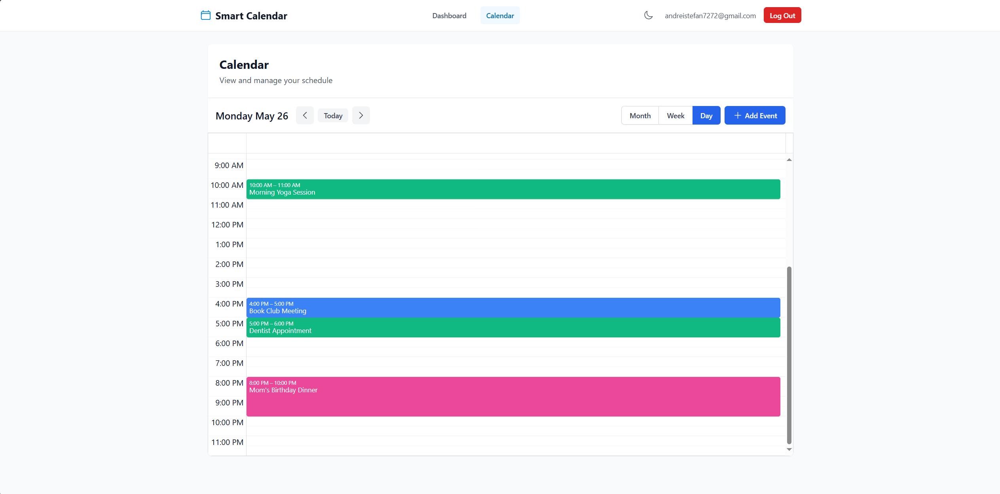 Smart Calendar
Dashboard
Calendar
andreistefan7272@gmail.com
Log Out
Calendar
View and manage your schedule
Monday May 26
Today
Month
Week
Day
Add Event
9:00 AM
10:00 AM
10:00 AM – 11:00 AM
Morning Yoga Session
11:00 AM
12:00 PM
1:00 PM
2:00 PM
3:00 PM
4:00 PM
4:00 PM – 5:00 PM
Book Club Meeting
5:00 PM
5:00 PM – 6:00 PM
Dentist Appointment
6:00 PM
7:00 PM
8:00 PM
8:00 PM – 10:00 PM
Mom's Birthday Dinner
9:00 PM
10:00 PM
11:00 PM